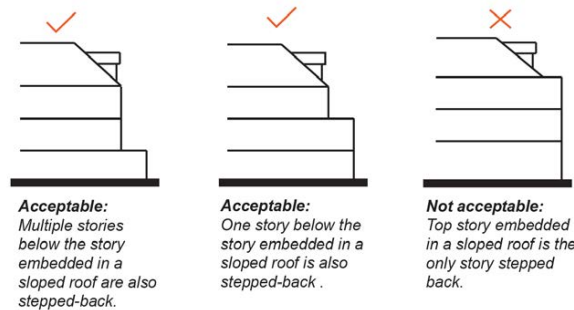 Acceptable:
Multiple stories
below the story
embedded in a
sloped roof are also
stepped-back.
Acceptable:
One story below the
story embedded in a
sloped roof is also
stepped-back .
Not acceptable:
Top story embedded
in a sloped roof is the
only story stepped
back.